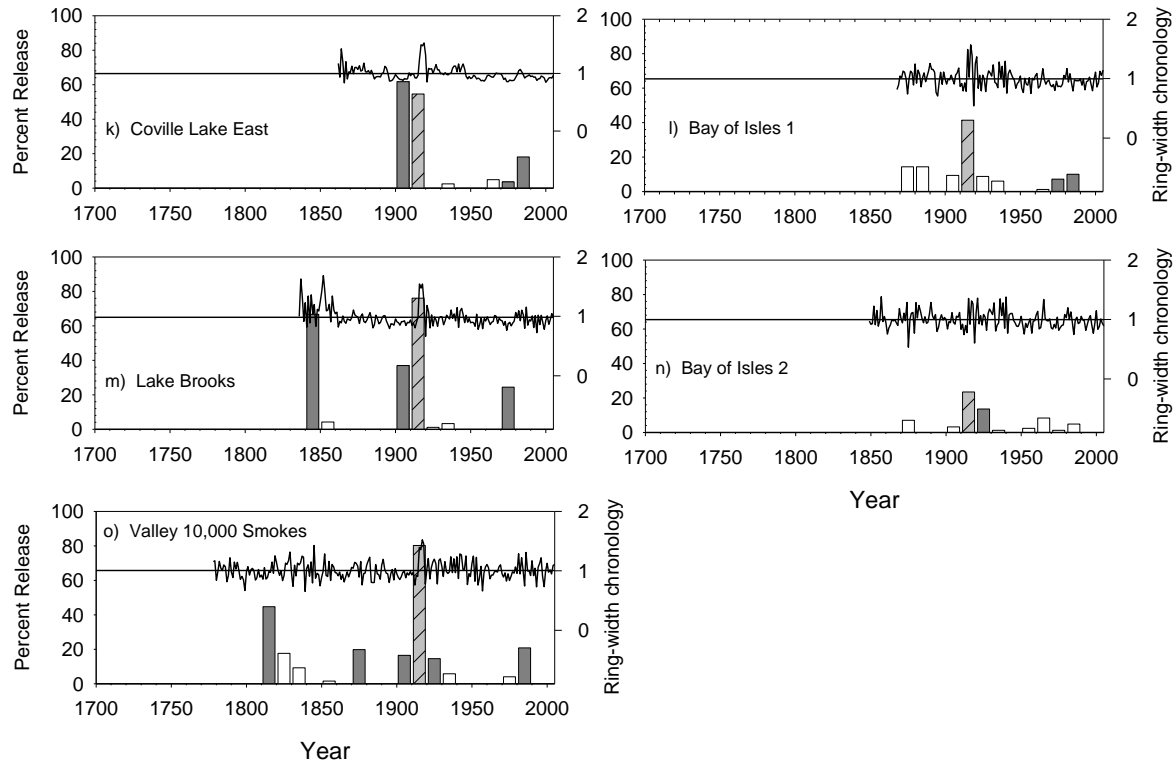 100 80 60 40 20 0
Percent Release
k) Coville Lake East
2 1 0
1700 1750 1800 1850 1900 1950 2000
100 80 60 40 20 0
l) Bay of Isles 1
2 1 0
Ring-width chronology
1700 1750 1800 1850 1900 1950 2000
100 80 60 40 20 0
Percent Release
m) Lake Brooks
2 1 0
1700 1750 1800 1850 1900 1950 2000
100 80 60 40 20 0
n) Bay of Isles 2
2 1 0
Ring-width chronology
1700 1750 1800 1850 1900 1950 2000
Year
100 80 60 40 20 0
Percent Release
o) Valley 10,000 Smokes
2 1 0
Ring-width chronology
1700 1750 1800 1850 1900 1950 2000
Year